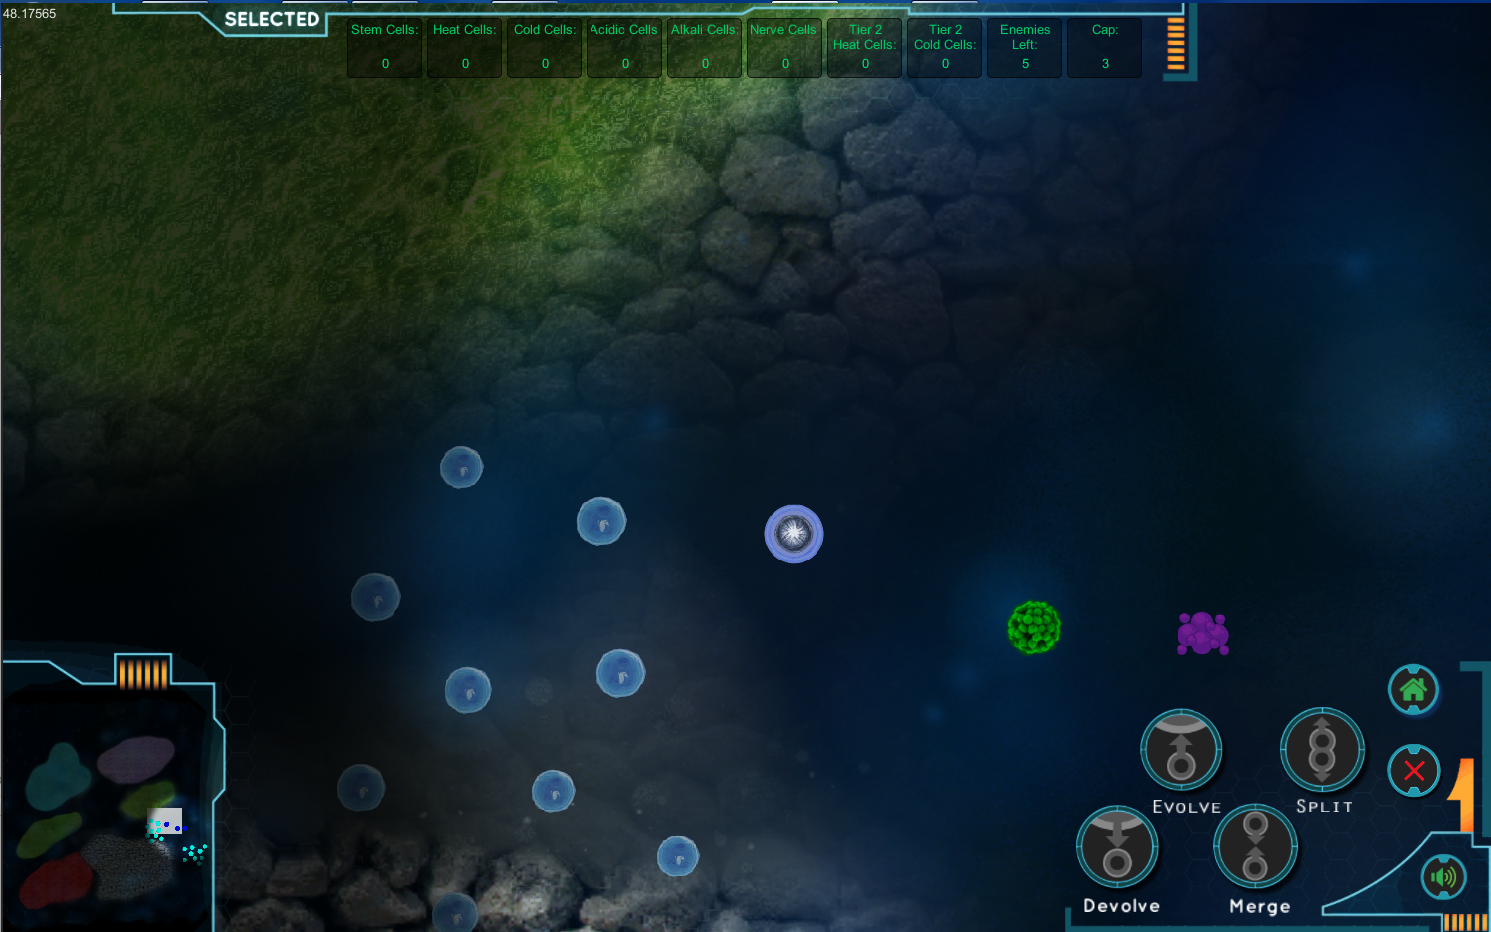 48.17565
SELECTED
Stem Cells:
0
Heat Cells:
0
Cold Cells:
0
Acidic Cells
0
Alkali Cells:
0
Nerve Cells
0
Tier 2
Heat Cells:
0
Tier 2
Cold Cells:
0
Enemies
Left:
5
Cap:
3
EVOLVE
SPLIT
Devolve
Merge